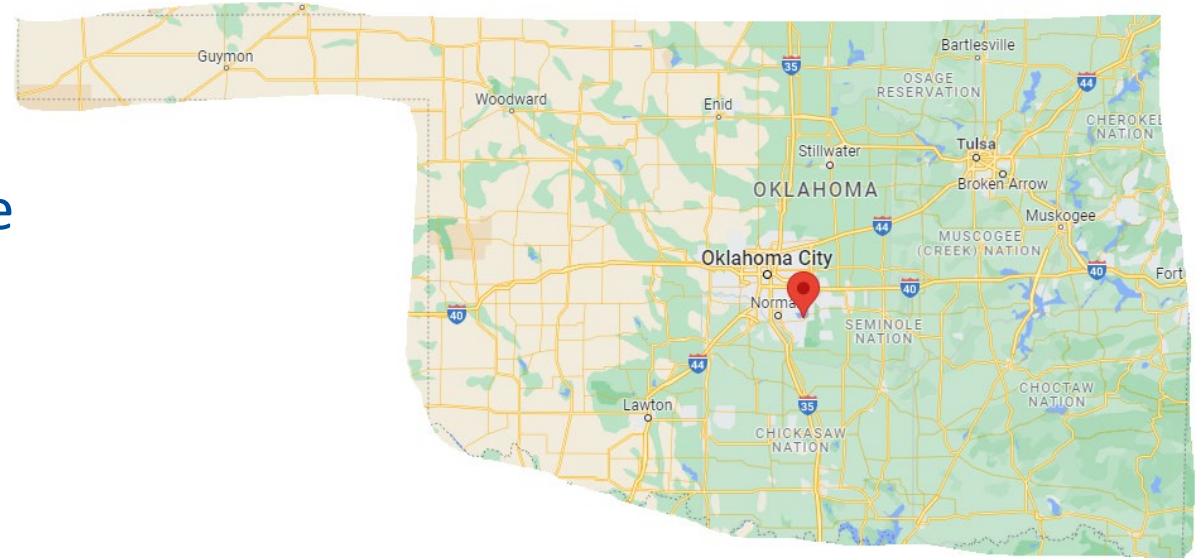 Guymon
Woodward
Enid
35
Bartlesville
OSAGE
RESERVATION
44
CHEROKEE
NATION
Stillwater
Tulsa
Broken Arrow
OKLAHOMA
Muskogee
44
MUSCOGEE
(CREEK) NATION
Oklahoma City
40
40
Fort
Norma
40
SEMINOLE
NATION
44
CHOCTAW
NATION
Lawton
35
CHICKASAW
NATION
e